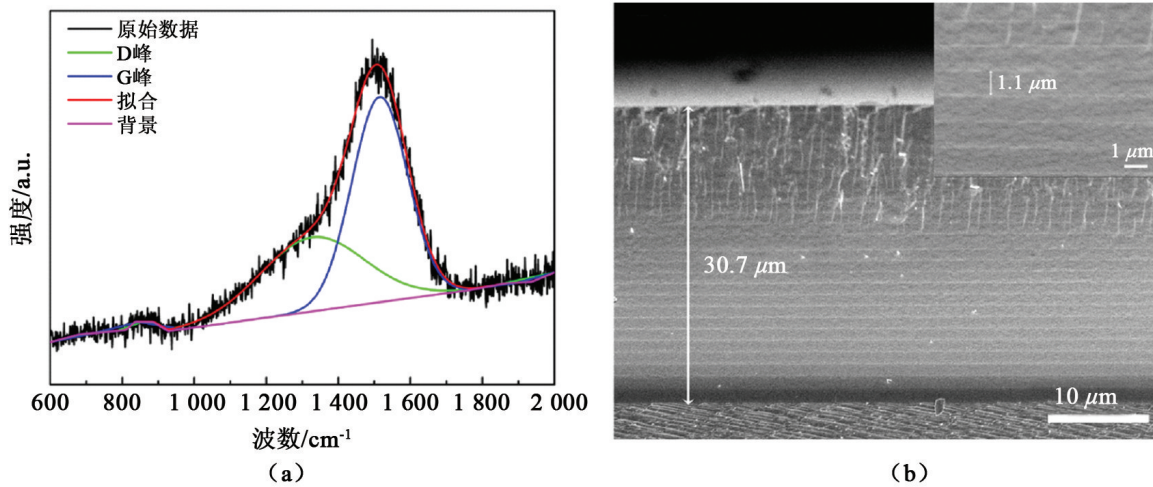 原始数据
D峰
G峰
拟合
背景
强度/a.u.
600 800 1 000 1 200 1 400 1 600 1 800 2 000
波数/cm⁻¹
(a)
1.1 μm
1 μm
30.7 μm
10 μm
(b)